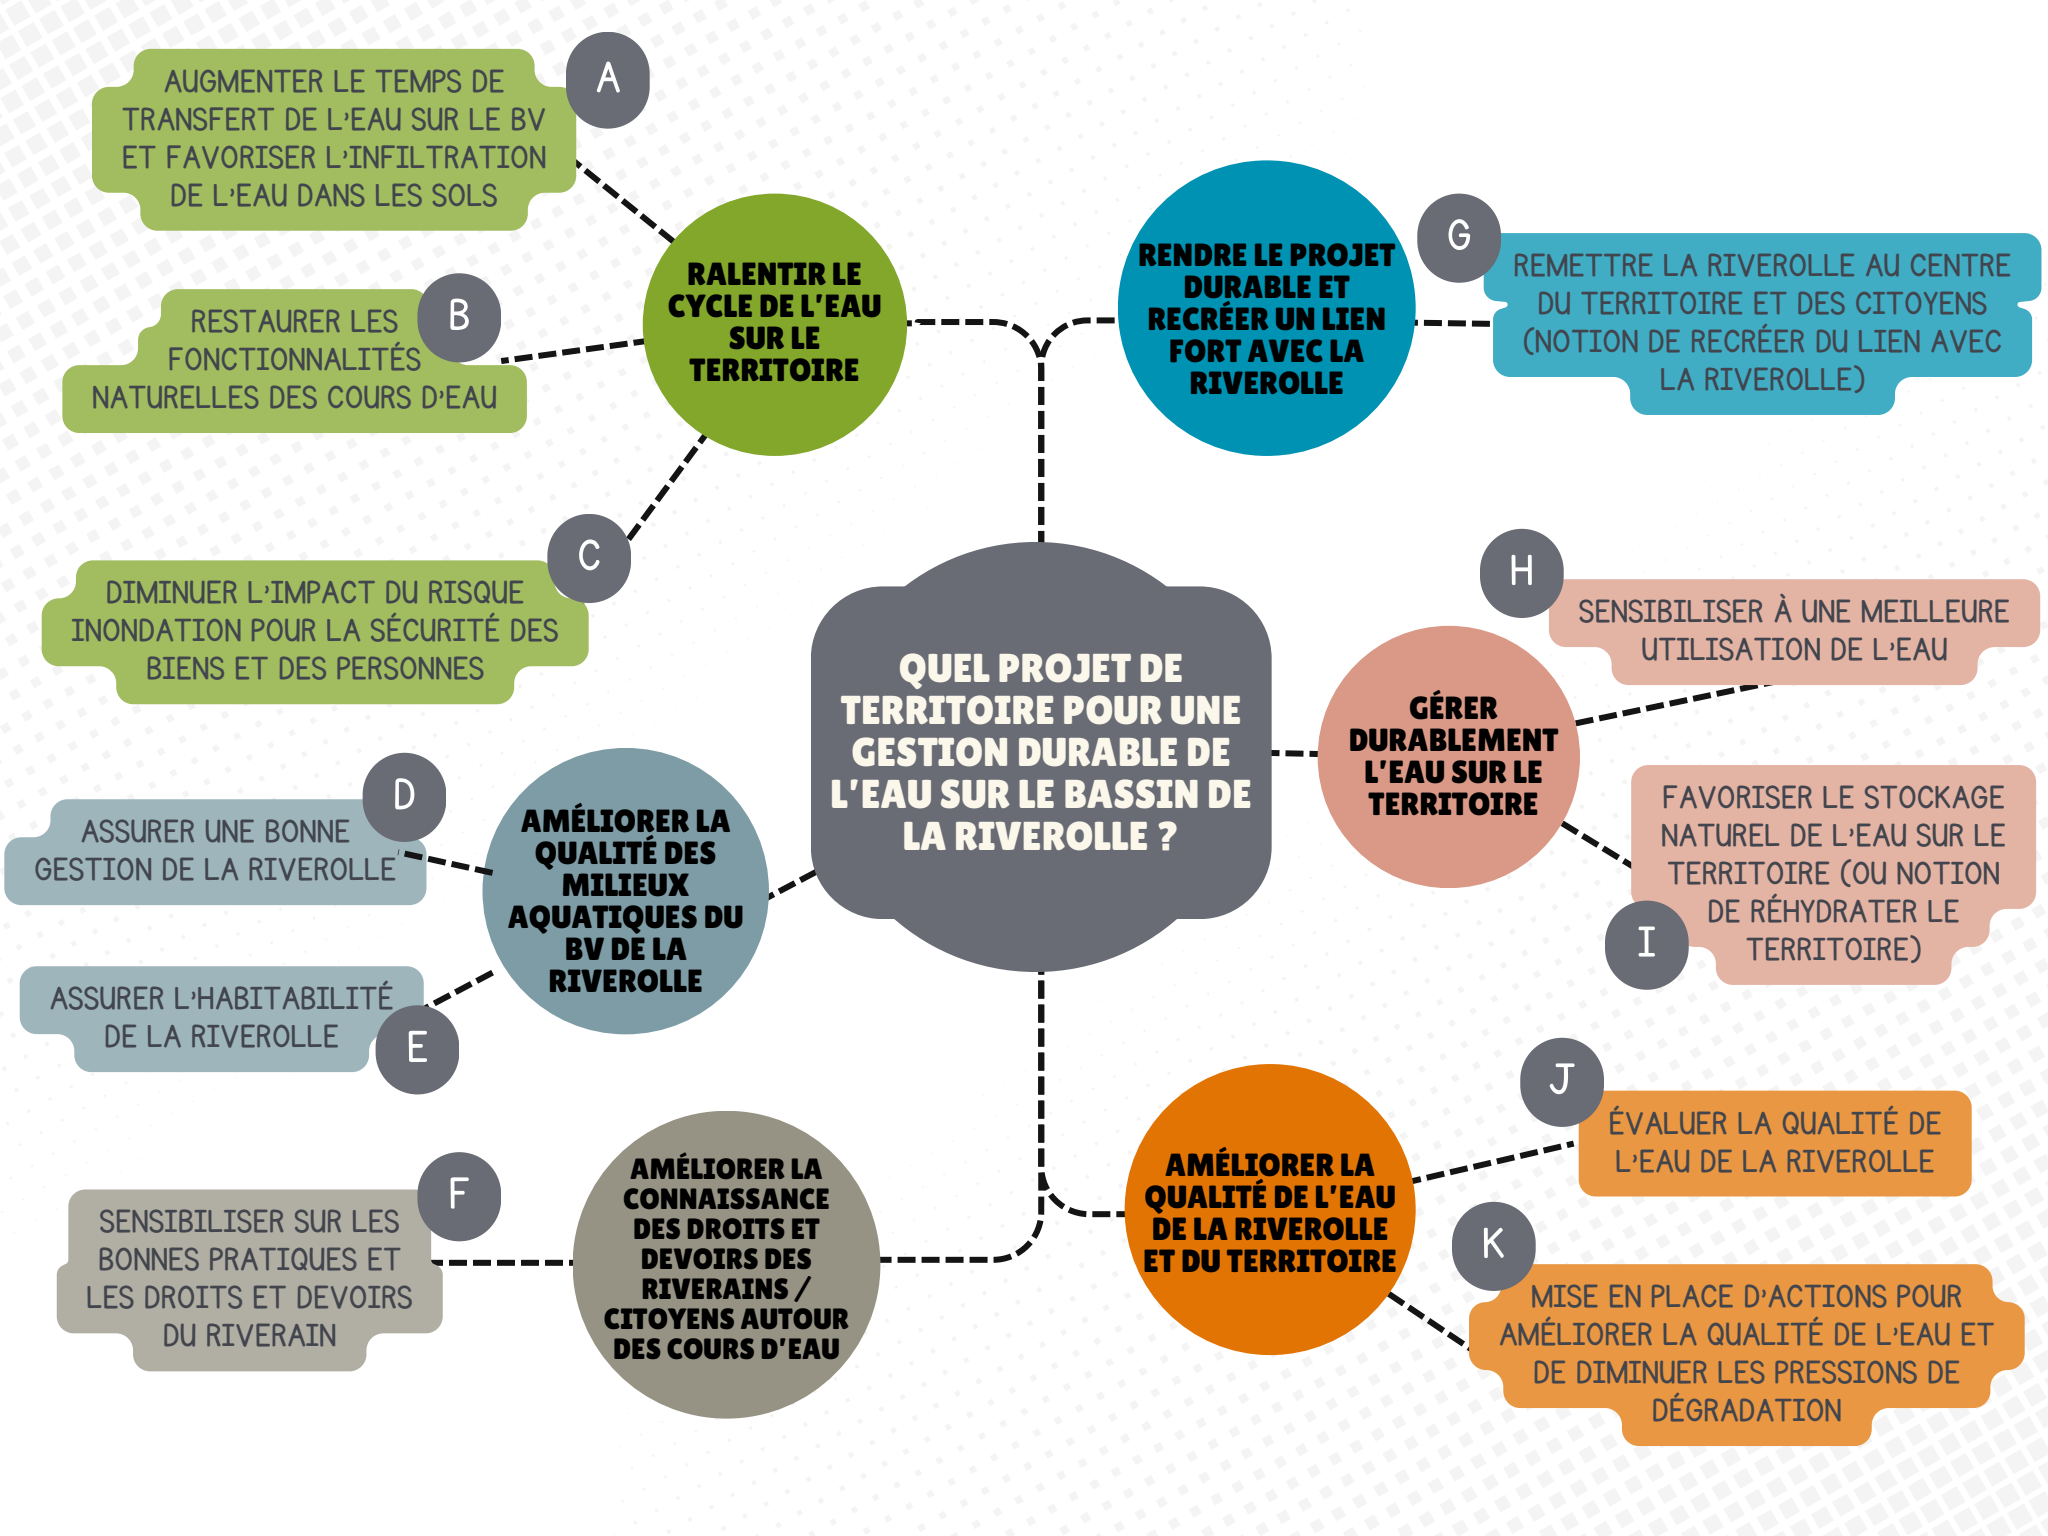 A
AUGMENTER LE TEMPS DE
TRANSFERT DE L'EAU SUR LE BV
ET FAVORISER L'INFILTRATION
DE L'EAU DANS LES SOLS
B
RESTAURER LES
FONCTIONNALITÉS
NATURELLES DES COURS D'EAU
C
DIMINUER L'IMPACT DU RISQUE
INONDATION POUR LA SÉCURITÉ DES
BIENS ET DES PERSONNES
RALENTIR LE
CYCLE DE L'EAU
SUR LE
TERRITOIRE
RENDRE LE PROJET
DURABLE ET
RECRÉER UN LIEN
FORT AVEC LA
RIVEROLLE
G
REMETTRE LA RIVEROLLE AU CENTRE
DU TERRITOIRE ET DES CITOYENS
(NOTION DE RECRÉER DU LIEN AVEC
LA RIVEROLLE)
QUEL PROJET DE
TERRITOIRE POUR UNE
GESTION DURABLE DE
L'EAU SUR LE BASSIN DE
LA RIVEROLLE ?
H
SENSIBILISER À UNE MEILLEURE
UTILISATION DE L'EAU
GÉRER
DURABLEMENT
L'EAU SUR LE
TERRITOIRE
FAVORISER LE STOCKAGE
NATUREL DE L'EAU SUR LE
TERRITOIRE (OU NOTION
DE RÉHYDRATER LE
TERRITOIRE)
I
D
ASSURER UNE BONNE
GESTION DE LA RIVEROLLE
ASSURER L'HABITABILITÉ
DE LA RIVEROLLE
E
AMÉLIORER LA
QUALITÉ DES
MILIEUX
AQUATIQUES DU
BV DE LA
RIVEROLLE
F
SENSIBILISER SUR LES
BONNES PRATIQUES ET
LES DROITS ET DEVOIRS
DU RIVERAIN
AMÉLIORER LA
CONNAISSANCE
DES DROITS ET
DEVOIRS DES
RIVERAINS /
CITOYENS AUTOUR
DES COURS D'EAU
AMÉLIORER LA
QUALITÉ DE L'EAU
DE LA RIVEROLLE
ET DU TERRITOIRE
J
ÉVALUER LA QUALITÉ DE
L'EAU DE LA RIVEROLLE
K
MISE EN PLACE D'ACTIONS POUR
AMÉLIORER LA QUALITÉ DE L'EAU ET
DE DIMINUER LES PRESSIONS DE
DÉGRADATION